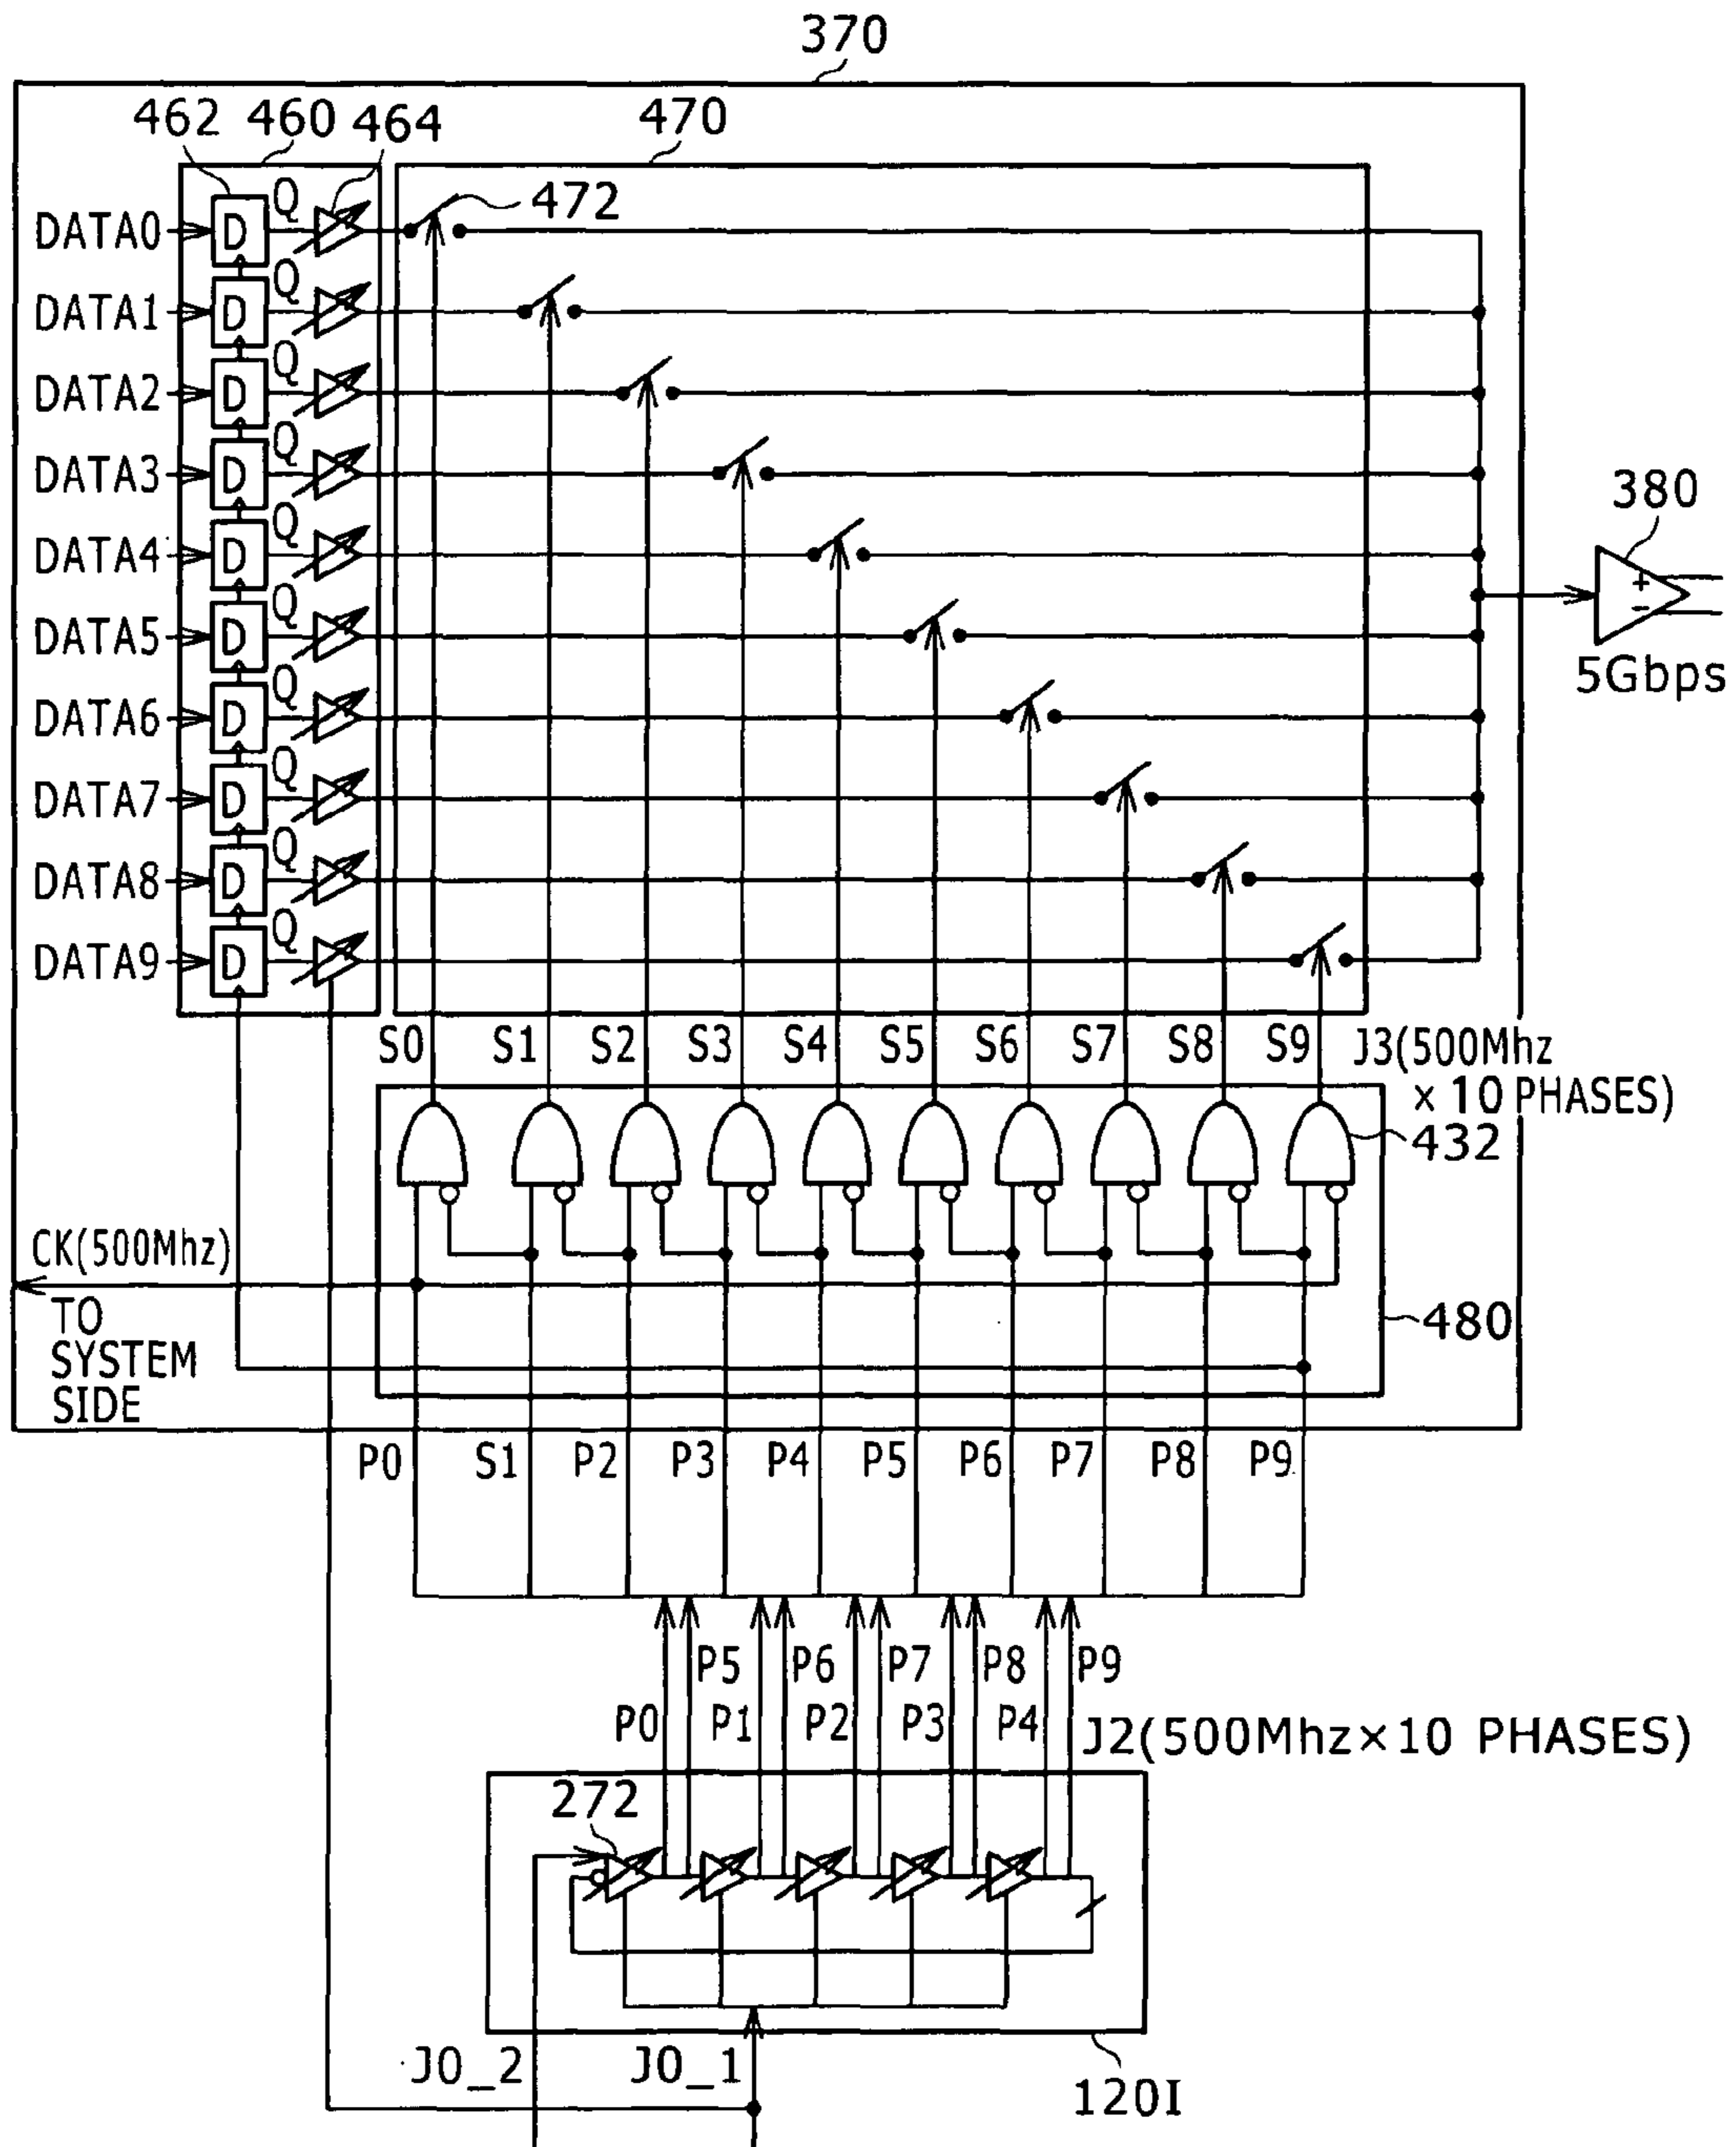 370
462 460 464 470
472
DATA0 D Q
DATA1 D Q
DATA2 D Q
DATA3 D Q
DATA4 D Q
DATA5 D Q
DATA6 D Q
DATA7 D Q
DATA8 D Q
DATA9 D Q
380
+
-
5Gbps
S0 S1 S2 S3 S4 S5 S6 S7 S8 S9
J3(500Mhz
× 10 PHASES)
432
CK(500Mhz)
TO
SYSTEM
SIDE
480
P0 S1 P2 P3 P4 P5 P6 P7 P8 P9
P5 P6 P7 P8 P9
P0 P1 P2 P3 P4
J2(500Mhz×10 PHASES)
272
J0_2 J0_1
120I